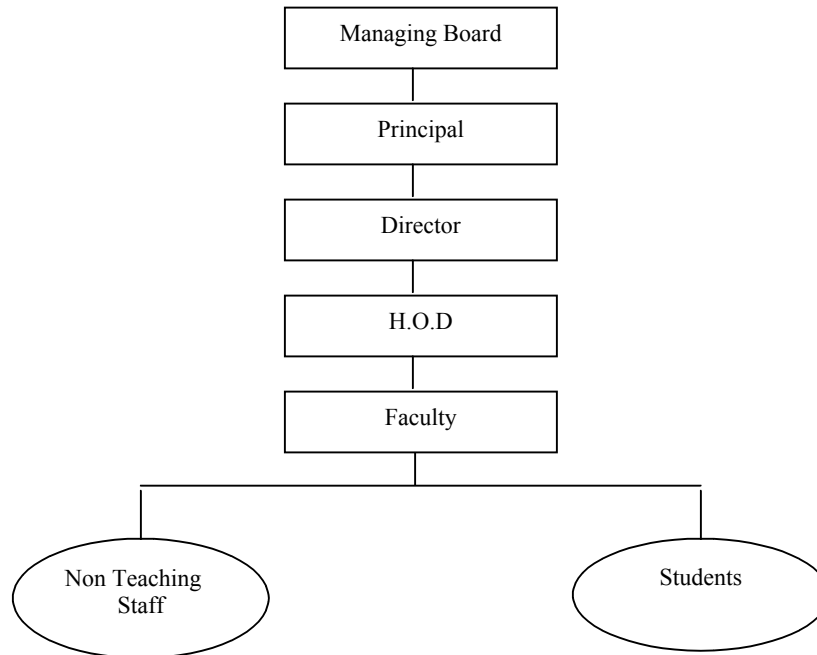 Managing Board
Principal
Director
H.O.D
Faculty
Non Teaching
Staff
Students